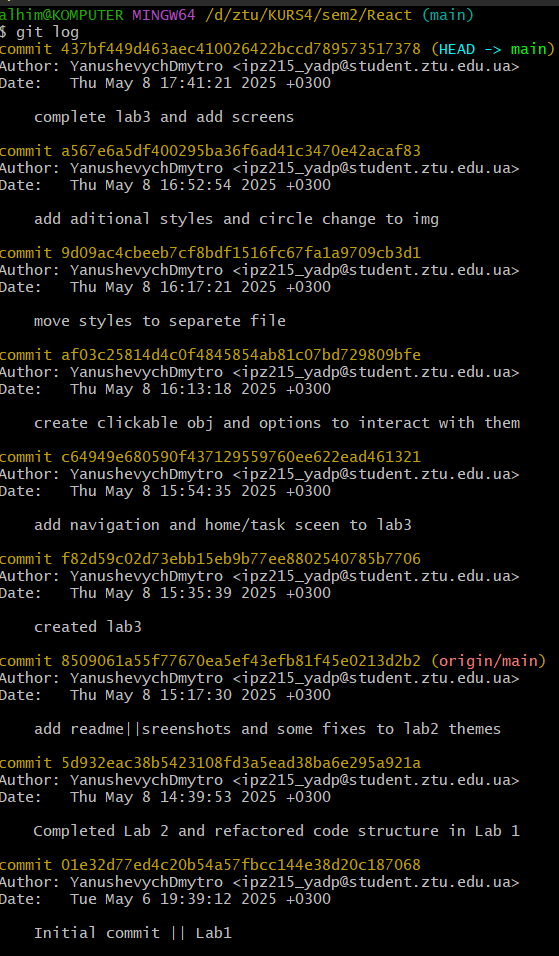 alhim@KOMPUTER MINGW64 /d/ztu/KURS4/sem2/React (main)
$ git log
commit 437bf449d463aec410026422bccd789573517378 (HEAD -> main)
Author: YanushevychDmytro <ipz215_yadp@student.ztu.edu.ua>
Date:   Thu May 8 17:41:21 2025 +0300
    complete lab3 and add screens
commit a567e6a5df400295ba36f6ad41c3470e42acaf83
Author: YanushevychDmytro <ipz215_yadp@student.ztu.edu.ua>
Date:   Thu May 8 16:52:54 2025 +0300
    add aditional styles and circle change to img
commit 9d09ac4cbeeb7cf8bdf1516fc67fa1a9709cb3d1
Author: YanushevychDmytro <ipz215_yadp@student.ztu.edu.ua>
Date:   Thu May 8 16:17:21 2025 +0300
    move styles to separete file
commit af03c25814d4c0f4845854ab81c07bd729809bfe
Author: YanushevychDmytro <ipz215_yadp@student.ztu.edu.ua>
Date:   Thu May 8 16:13:18 2025 +0300
    create clickable obj and options to interact with them
commit c64949e680590f437129559760ee622ead461321
Author: YanushevychDmytro <ipz215_yadp@student.ztu.edu.ua>
Date:   Thu May 8 15:54:35 2025 +0300
    add navigation and home/task sceen to lab3
commit f82d59c02d73ebb15eb9b77ee8802540785b7706
Author: YanushevychDmytro <ipz215_yadp@student.ztu.edu.ua>
Date:   Thu May 8 15:35:39 2025 +0300
    created lab3
commit 8509061a55f77670ea5ef43efb81f45e0213d2b2 (origin/main)
Author: YanushevychDmytro <ipz215_yadp@student.ztu.edu.ua>
Date:   Thu May 8 15:17:30 2025 +0300
    add readme||sreenshots and some fixes to lab2 themes
commit 5d932eac38b5423108fd3a5ead38ba6e295a921a
Author: YanushevychDmytro <ipz215_yadp@student.ztu.edu.ua>
Date:   Thu May 8 14:39:53 2025 +0300
    Completed Lab 2 and refactored code structure in Lab 1
commit 01e32d77ed4c20b54a57fbcc144e38d20c187068
Author: YanushevychDmytro <ipz215_yadp@student.ztu.edu.ua>
Date:   Tue May 6 19:39:12 2025 +0300
    Initial commit || Lab1